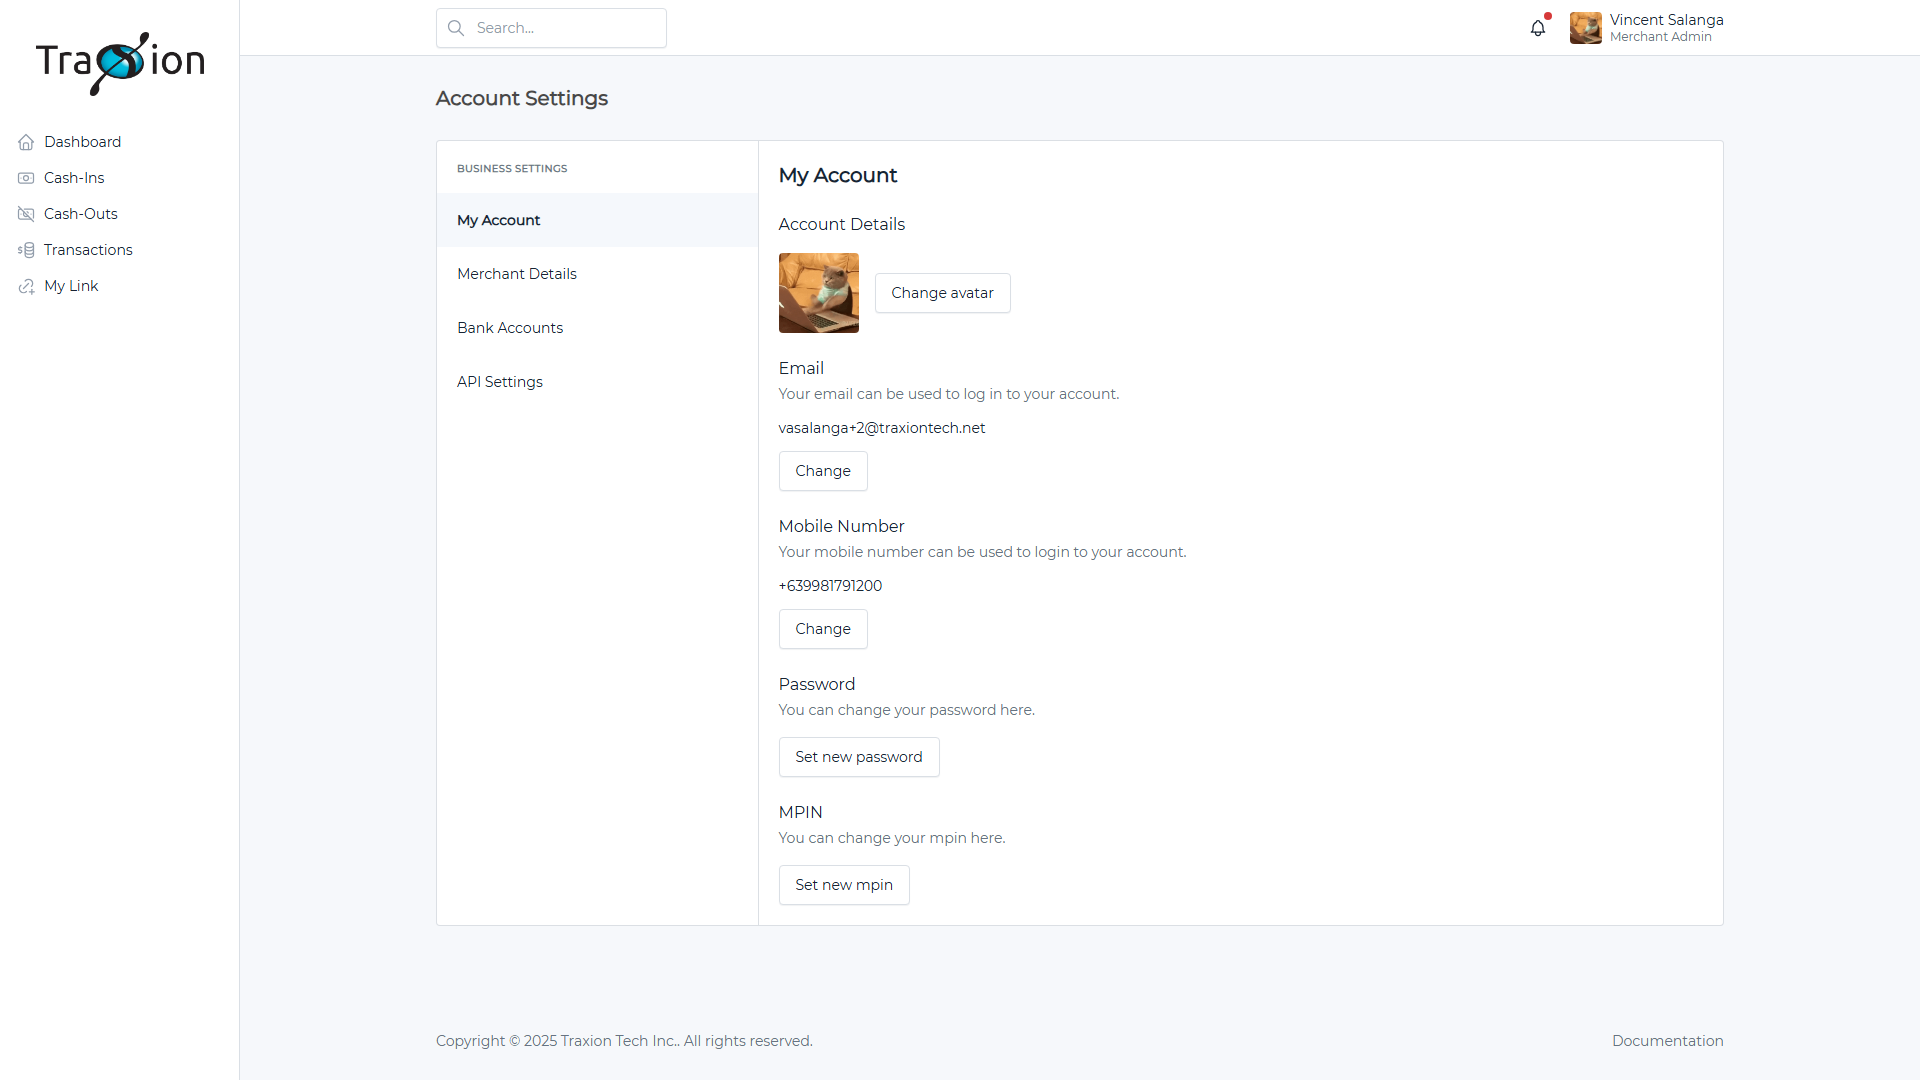 Traxion
Dashboard
Cash-Ins
Cash-Outs
Transactions
My Link
Search...
Vincent Salanga
Merchant Admin
Account Settings
BUSINESS SETTINGS
My Account
Merchant Details
Bank Accounts
API Settings
My Account
Account Details
Change avatar
Email
Your email can be used to log in to your account.
vasalanga+2@traxiontech.net
Change
Mobile Number
Your mobile number can be used to login to your account.
+639981791200
Change
Password
You can change your password here.
Set new password
MPIN
You can change your mpin here.
Set new mpin
Copyright © 2025 Traxion Tech Inc.. All rights reserved.
Documentation